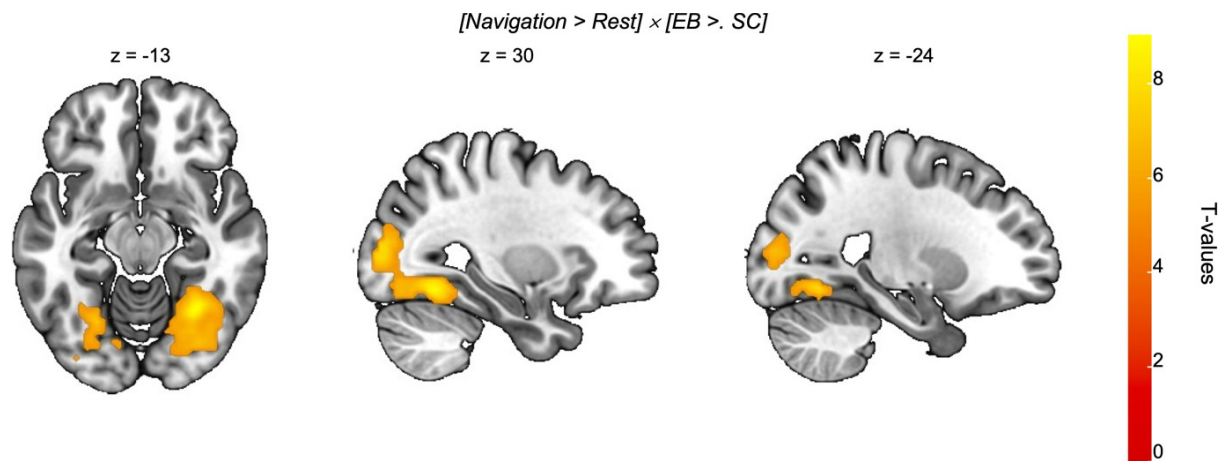 [Navigation > Rest] × [EB >. SC]
z = -13
z = 30
z = -24
8
6
4
2
0
T-values